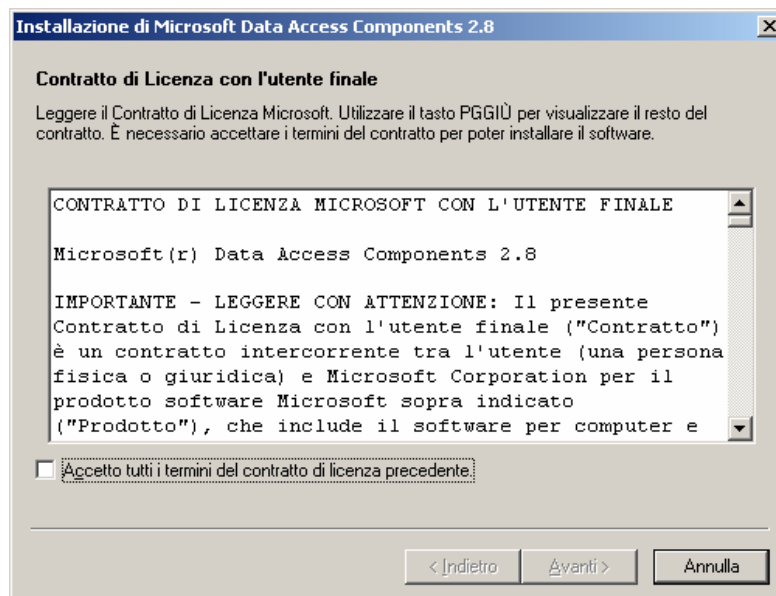 Installazione di Microsoft Data Access Components 2.8
Contratto di Licenza con l'utente finale
Leggere il Contratto di Licenza Microsoft. Utilizzare il tasto PGGIÙ per visualizzare il resto del
contratto. È necessario accettare i termini del contratto per poter installare il software.
CONTRATTO DI LICENZA MICROSOFT CON L'UTENTE FINALE
Microsoft(r) Data Access Components 2.8
IMPORTANTE - LEGGERE CON ATTENZIONE: Il presente
Contratto di Licenza con l'utente finale ("Contratto")
è un contratto intercorrente tra l'utente (una persona
fisica o giuridica) e Microsoft Corporation per il
prodotto software Microsoft sopra indicato
("Prodotto"), che include il software per computer e
Accetto tutti i termini del contratto di licenza precedente.
< Indietro
Avanti >
Annulla